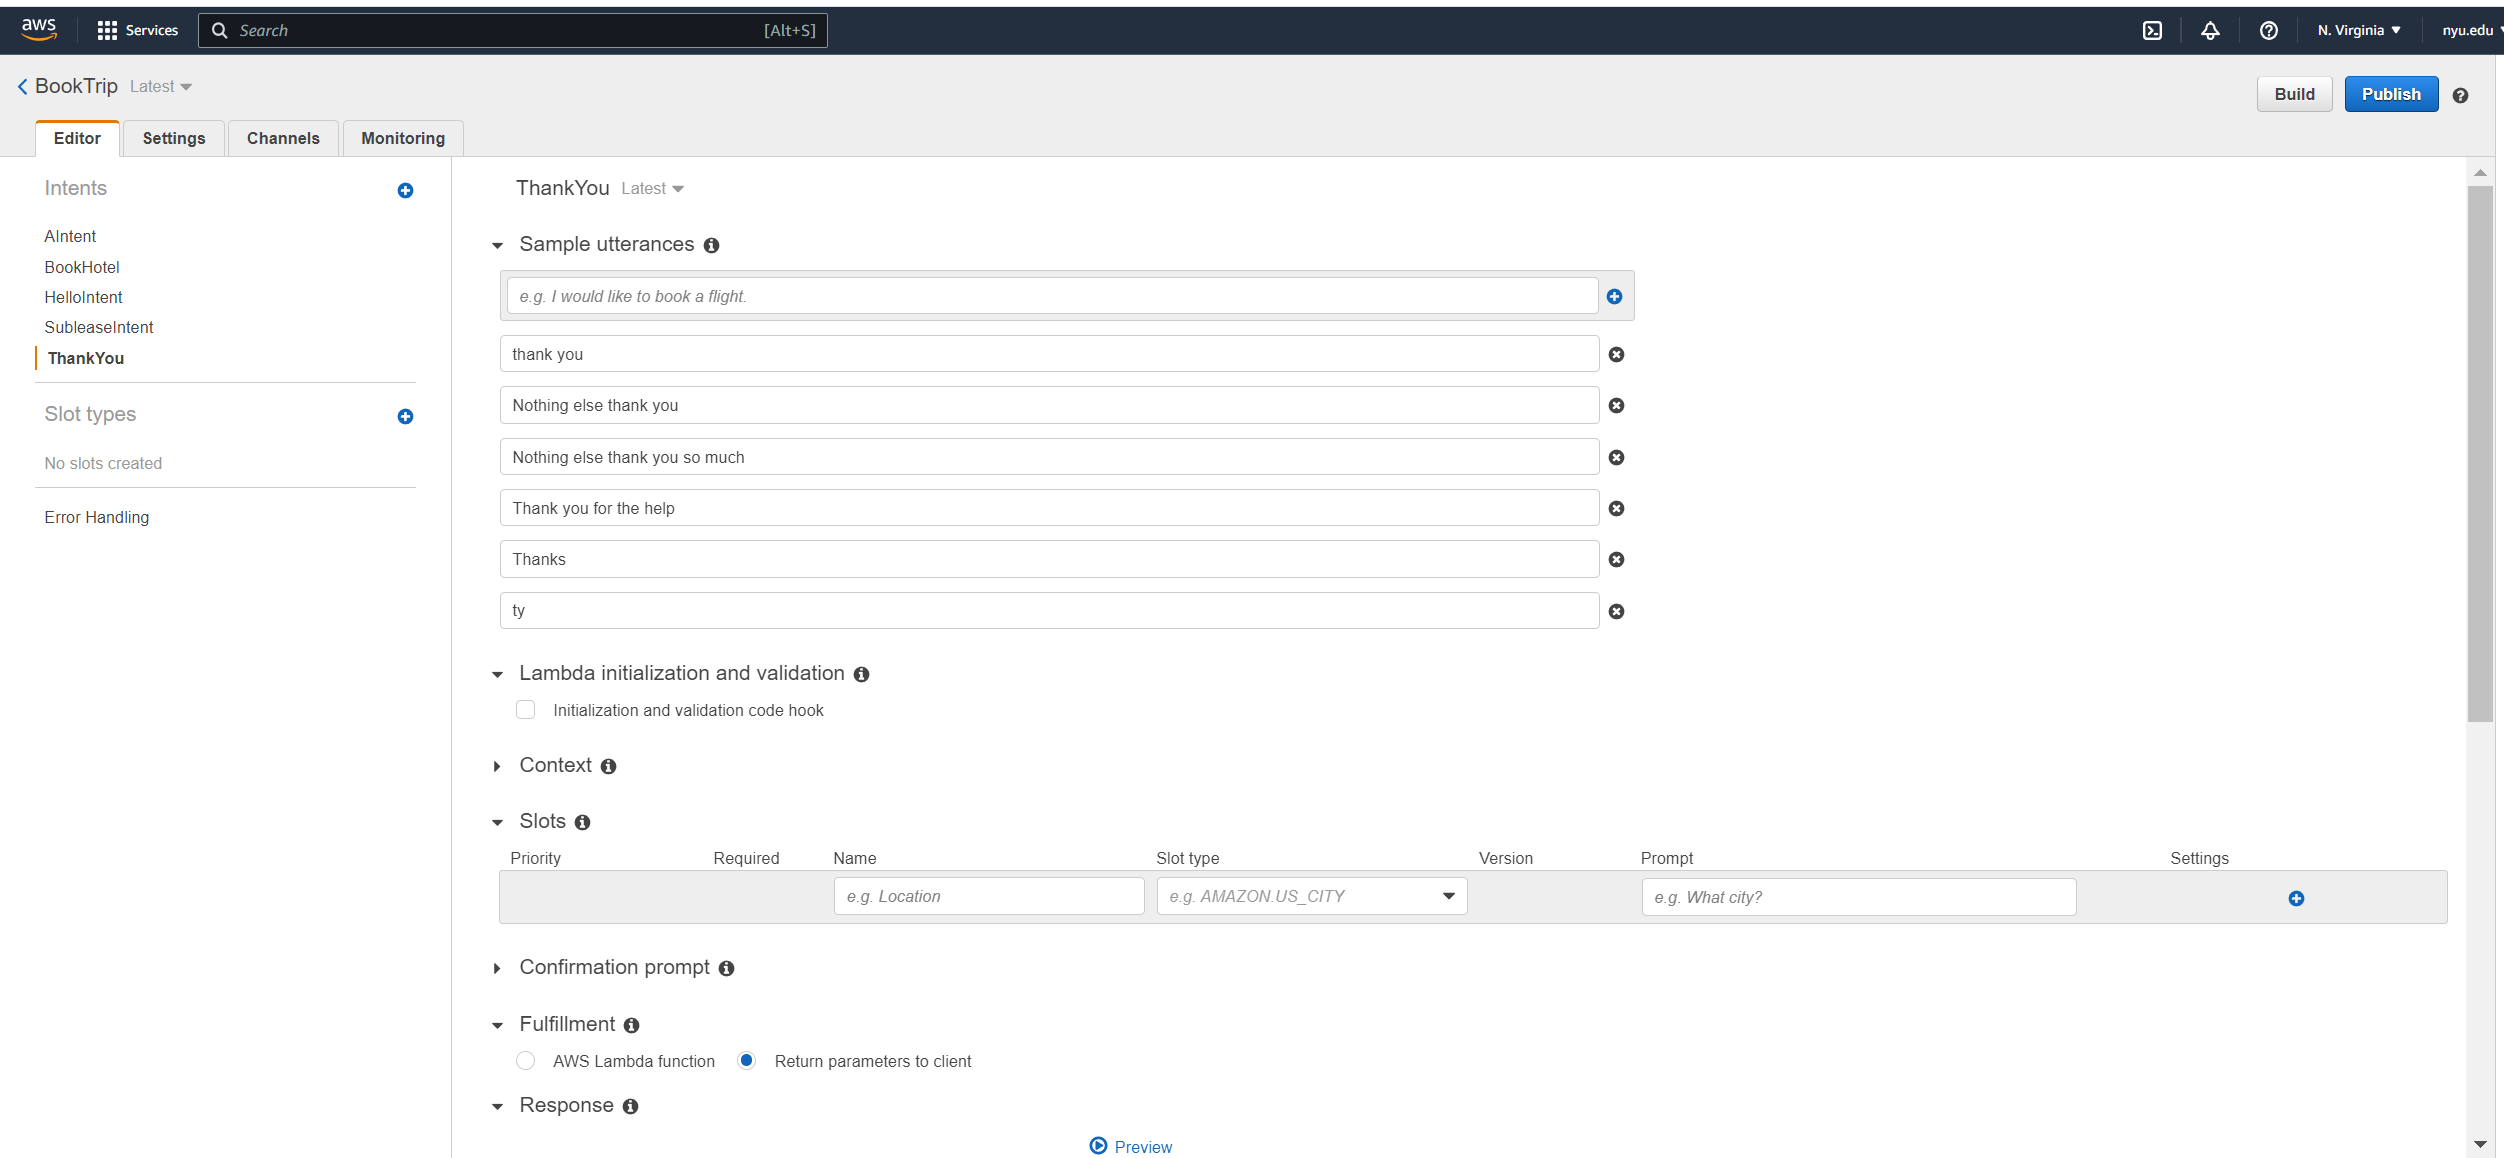 aws Services Search [Alt+S] N. Virginia nyu.edu
BookTrip Latest
Build Publish
Editor Settings Channels Monitoring
Intents
AIntent
BookHotel
HelloIntent
SubleaseIntent
ThankYou
Slot types
No slots created
Error Handling
ThankYou Latest
Sample utterances
e.g. I would like to book a flight.
thank you
Nothing else thank you
Nothing else thank you so much
Thank you for the help
Thanks
ty
Lambda initialization and validation
Initialization and validation code hook
Context
Slots
Priority Required Name Slot type Version Prompt Settings
e.g. Location e.g. AMAZON.US_CITY e.g. What city?
Confirmation prompt
Fulfillment
AWS Lambda function Return parameters to client
Response
Preview